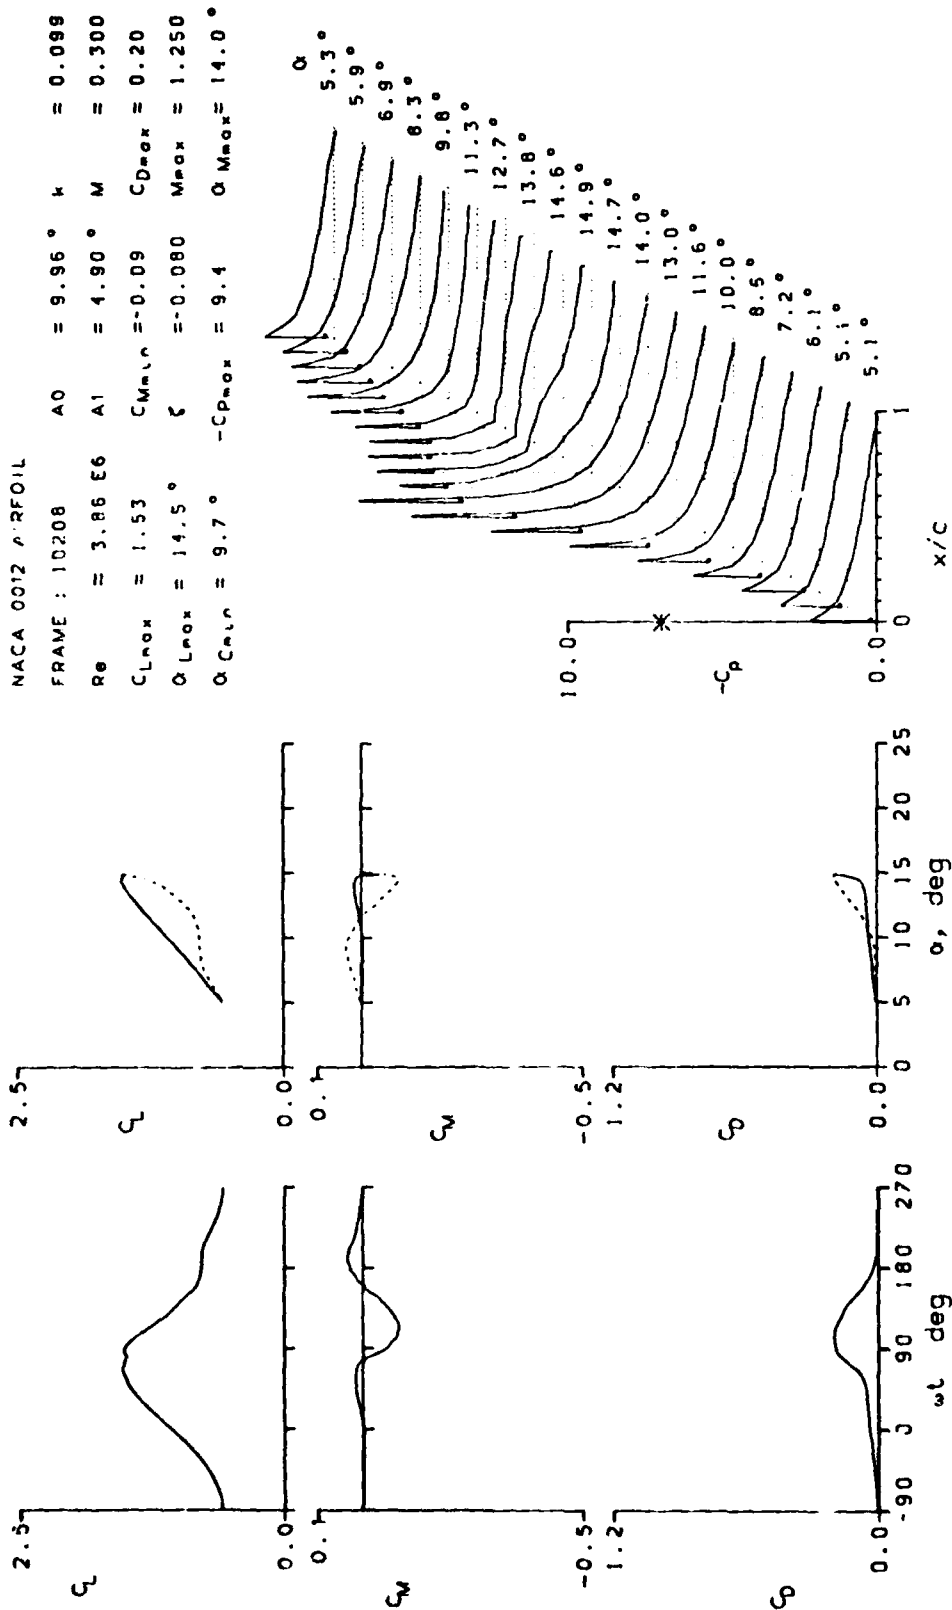 NACA 0012 AIRFOIL
FRAME : 10208 A0 = 9.96 ° k = 0.099
Re = 3.86 E6 A1 = 4.90 ° M = 0.300
CLmax = 1.53 CMmin =-0.09 CDmax = 0.20
αLmax = 14.5 ° ζ =-0.080 Mmax = 1.250
αCmin = 9.7 ° -CPmax = 9.4 αMmax= 14.0 °
2.5
CL
0.0
0.1
CM
-0.5
1.2
CD
0.0
-90 0 90 180 270
ωt deg
2.5
CL
0.0
0.1
CM
-0.5
1.2
CD
0.0
0 5 10 15 20 25
α, deg
10.0
-Cp
0.0
0 1
x/c
α
5.3 °
5.9 °
6.9 °
8.3 °
9.8 °
11.3 °
12.7 °
13.8 °
14.6 °
14.9 °
14.7 °
14.0 °
13.0 °
11.6 °
10.0 °
8.5 °
7.2 °
6.1 °
5.1 °
5.1 °